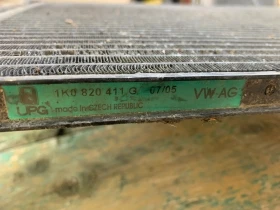 1K0 820 411 G 07/05 VW-AG
UPG made in CZECH REPUBLIC